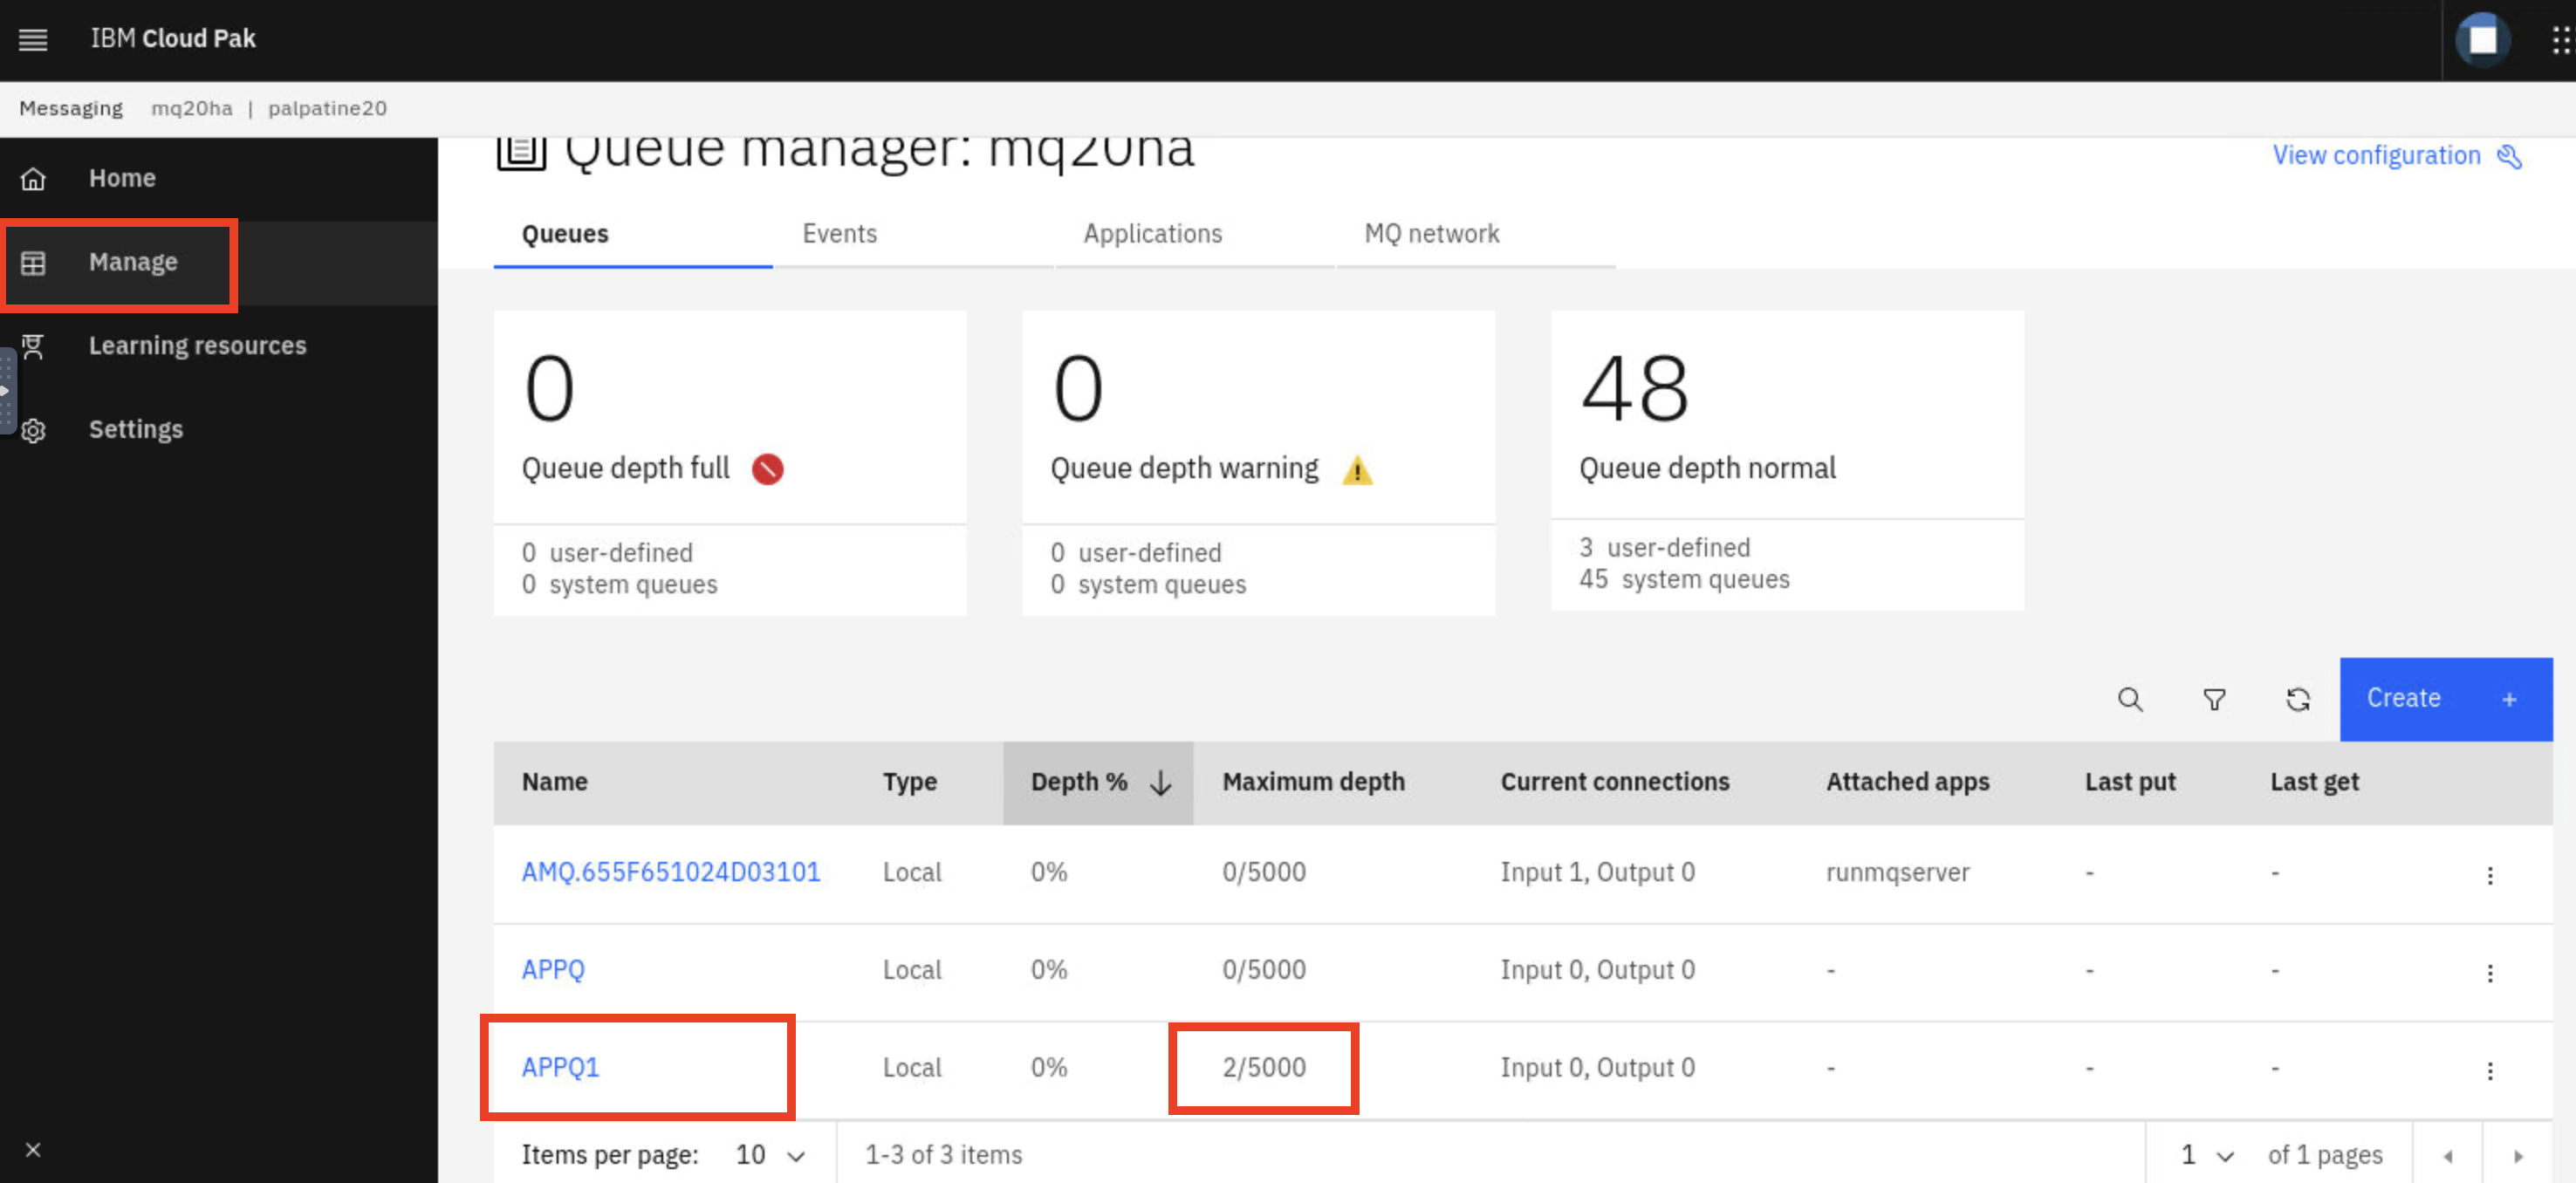 IBM Cloud Pak
Messaging mq20ha | palpatine20
Home
Manage
Learning resources
Settings
Queue manager: mq20ha
View configuration
Queues Events Applications MQ network
0
Queue depth full
0 user-defined
0 system queues
0
Queue depth warning
0 user-defined
0 system queues
48
Queue depth normal
3 user-defined
45 system queues
Create +
Name Type Depth % Maximum depth Current connections Attached apps Last put Last get
AMQ.655F651024D03101 Local 0% 0/5000 Input 1, Output 0 runmqserver - -
APPQ Local 0% 0/5000 Input 0, Output 0 - - -
APPQ1 Local 0% 2/5000 Input 0, Output 0 - - -
Items per page: 10 1-3 of 3 items 1 of 1 pages